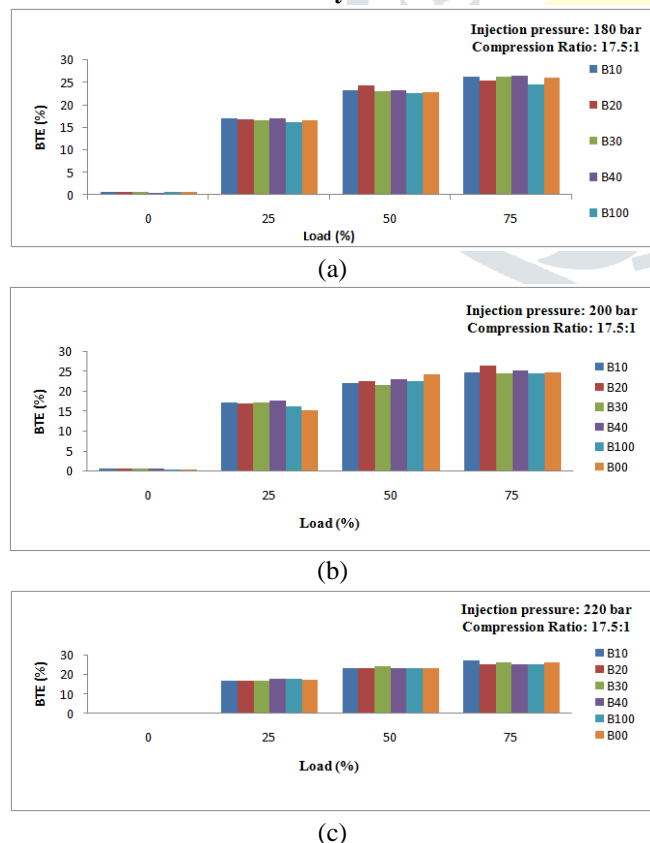 Injection pressure: 180 bar
Compression Ratio: 17.5:1
30
25
20
15
10
5
0
BTE (%)
0 25 50 75
Load (%)
B10
B20
B30
B40
B100
(a)
Injection pressure: 200 bar
Compression Ratio: 17.5:1
30
25
20
15
10
5
0
BTE (%)
0 25 50 75
Load (%)
B10
B20
B30
B40
B100
B00
(b)
Injection pressure: 220 bar
Compression Ratio: 17.5:1
30
20
10
0
BTE (%)
0 25 50 75
Load (%)
B10
B20
B30
B40
B100
B00
(c)